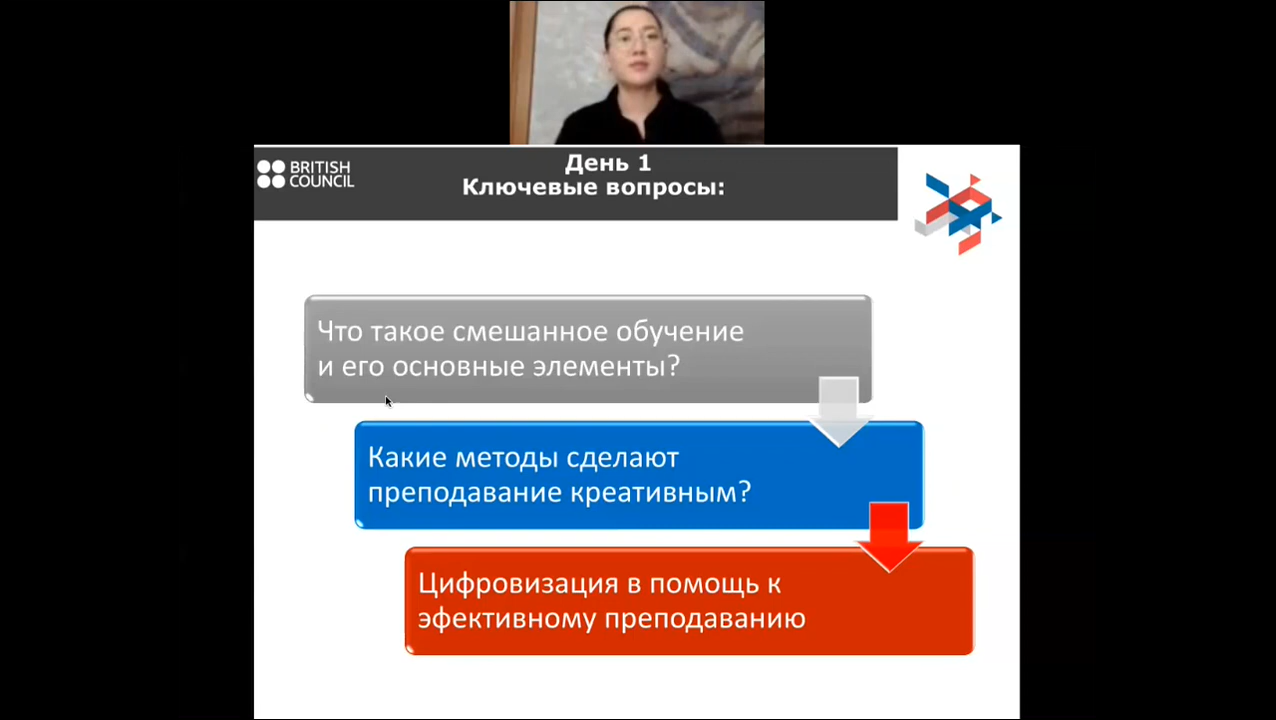 BRITISH
COUNCIL
День 1
Ключевые вопросы:
Что такое смешанное обучение
и его основные элементы?
Какие методы сделают
преподавание креативным?
Цифровизация в помощь к
эфективному преподаванию